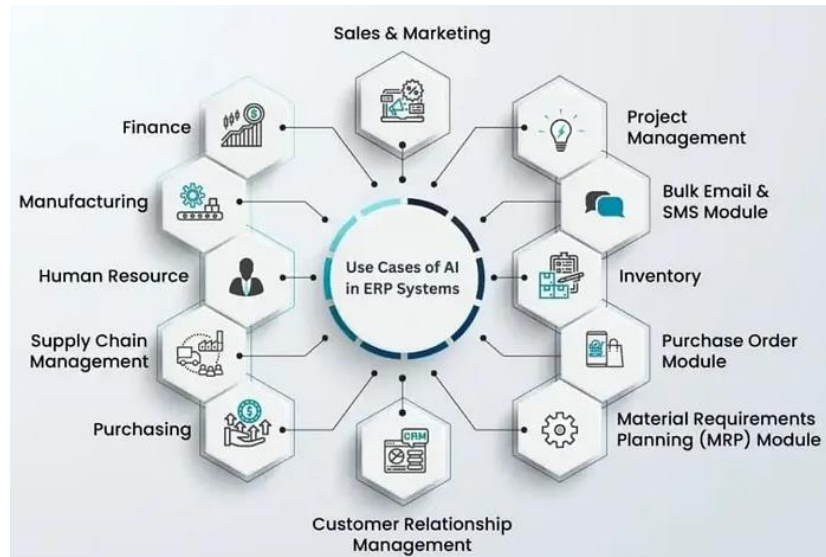 Sales & Marketing
Finance
Project
Management
Manufacturing
Bulk Email &
SMS Module
Use Cases of AI
in ERP Systems
Human Resource
Inventory
Supply Chain
Management
Purchase Order
Module
Purchasing
Material Requirements
Planning (MRP) Module
CRM
Customer Relationship
Management